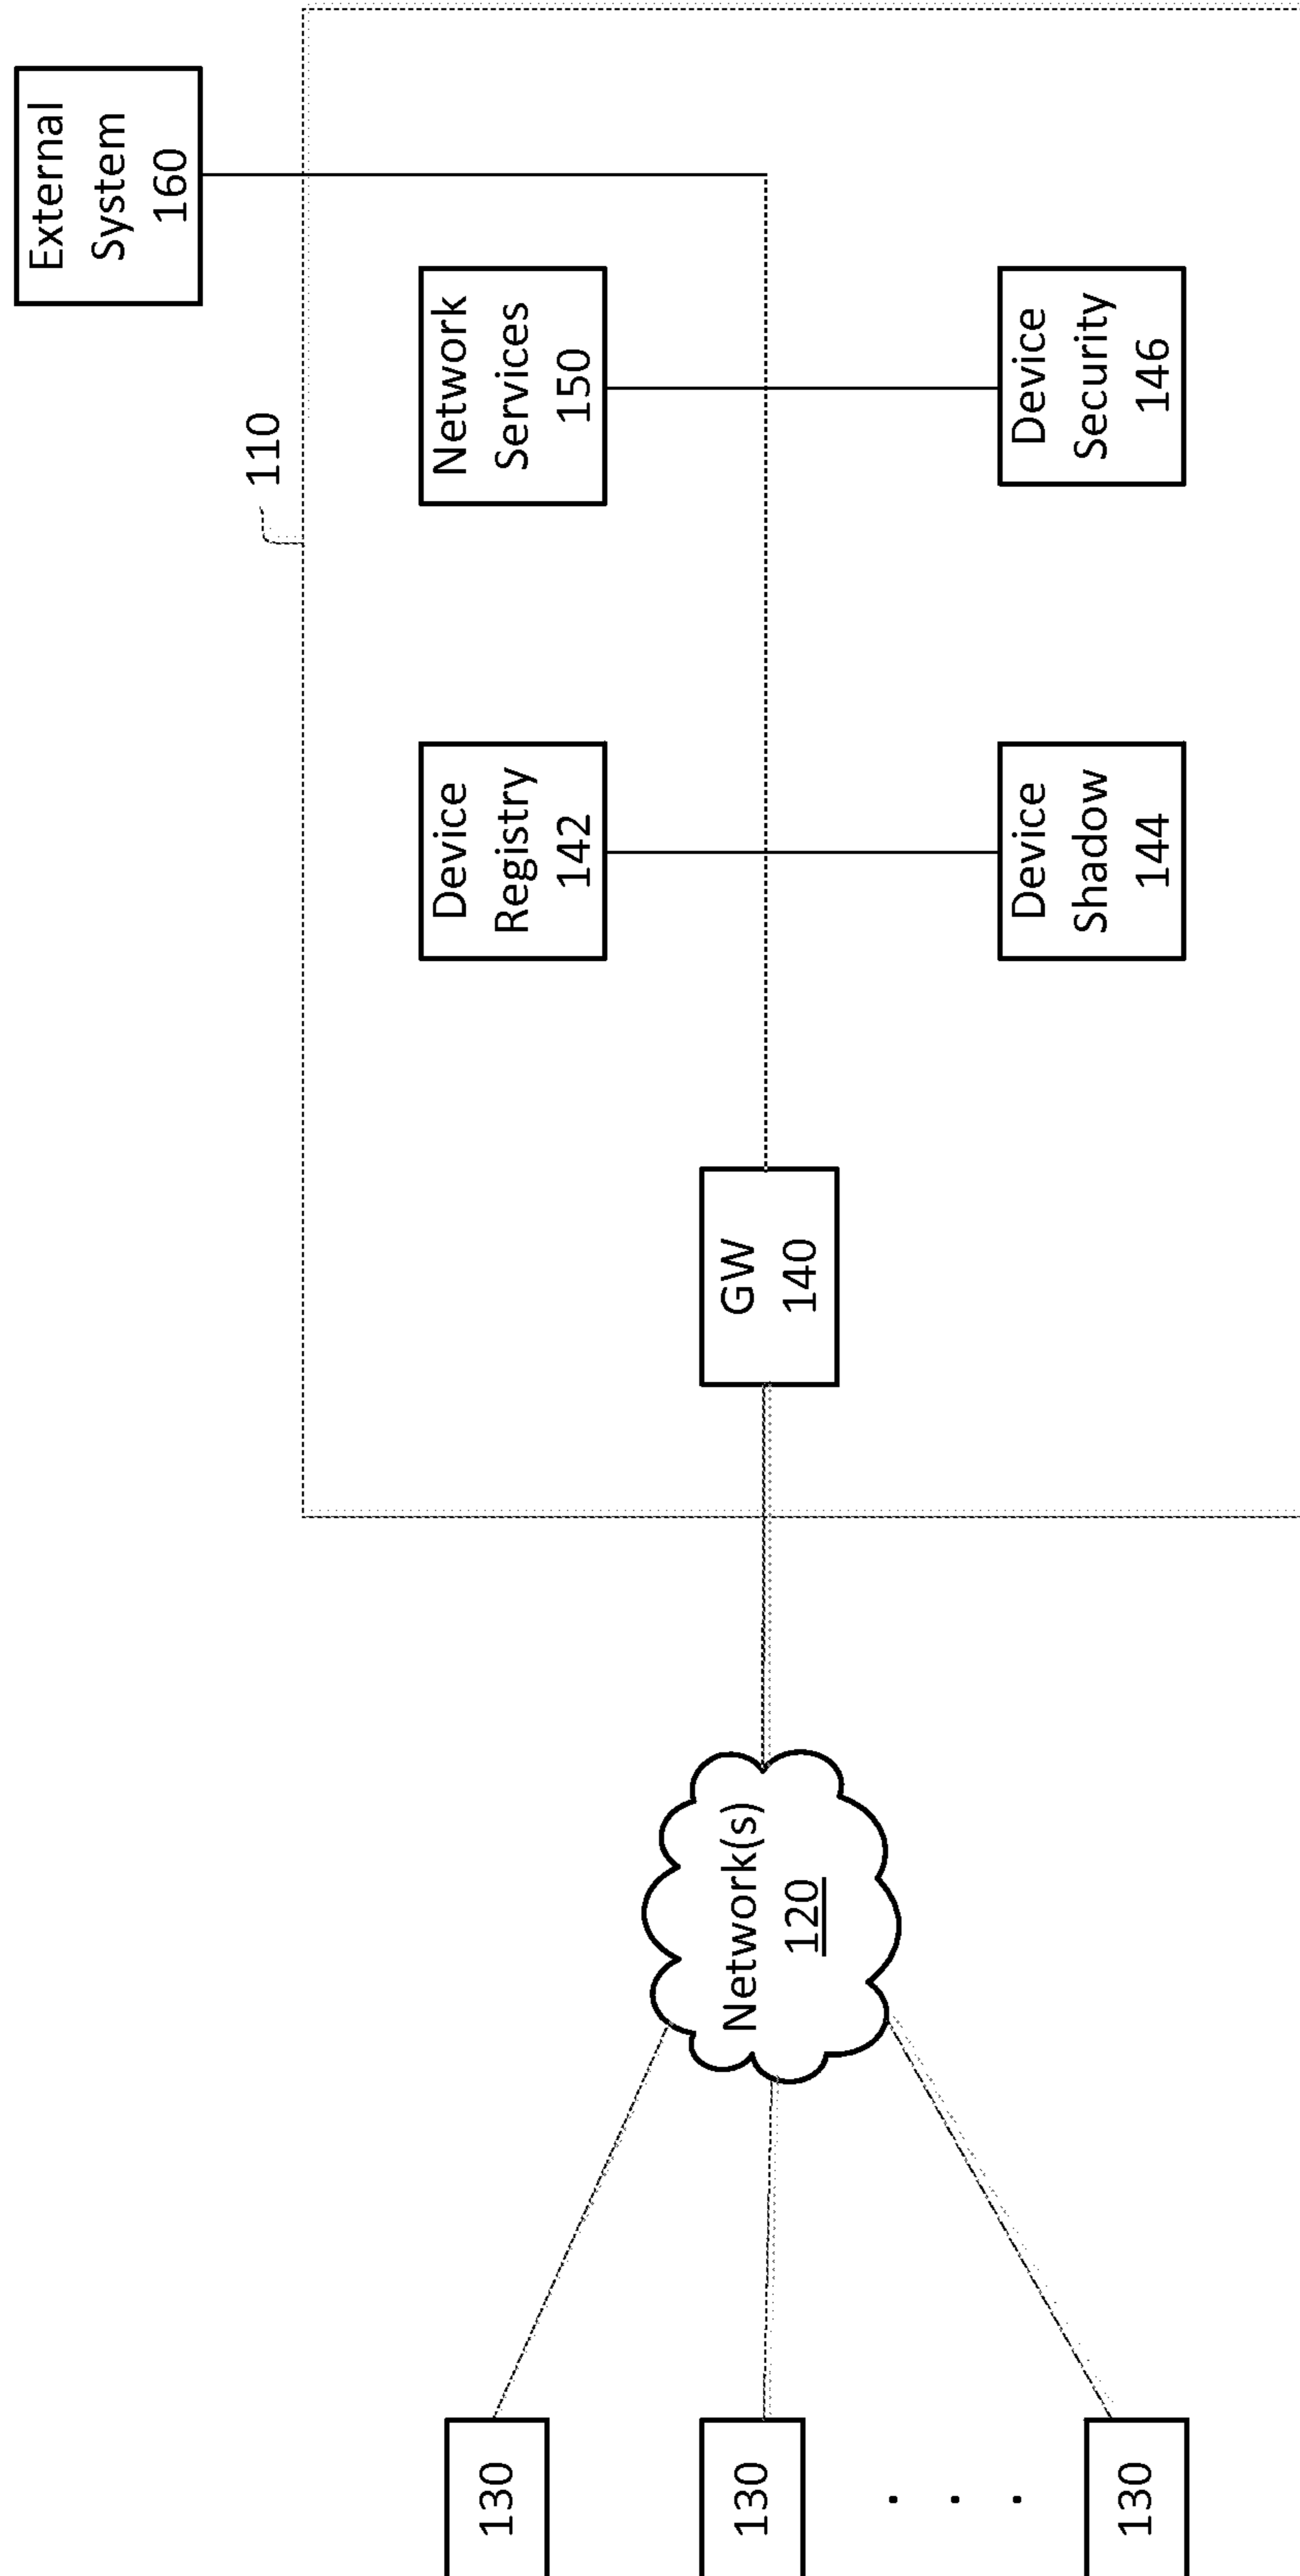 External
System
160
110
130
Device
Registry
142
Network
Services
150
130
Network(s)
120
GW
140
130
Device
Shadow
144
Device
Security
146